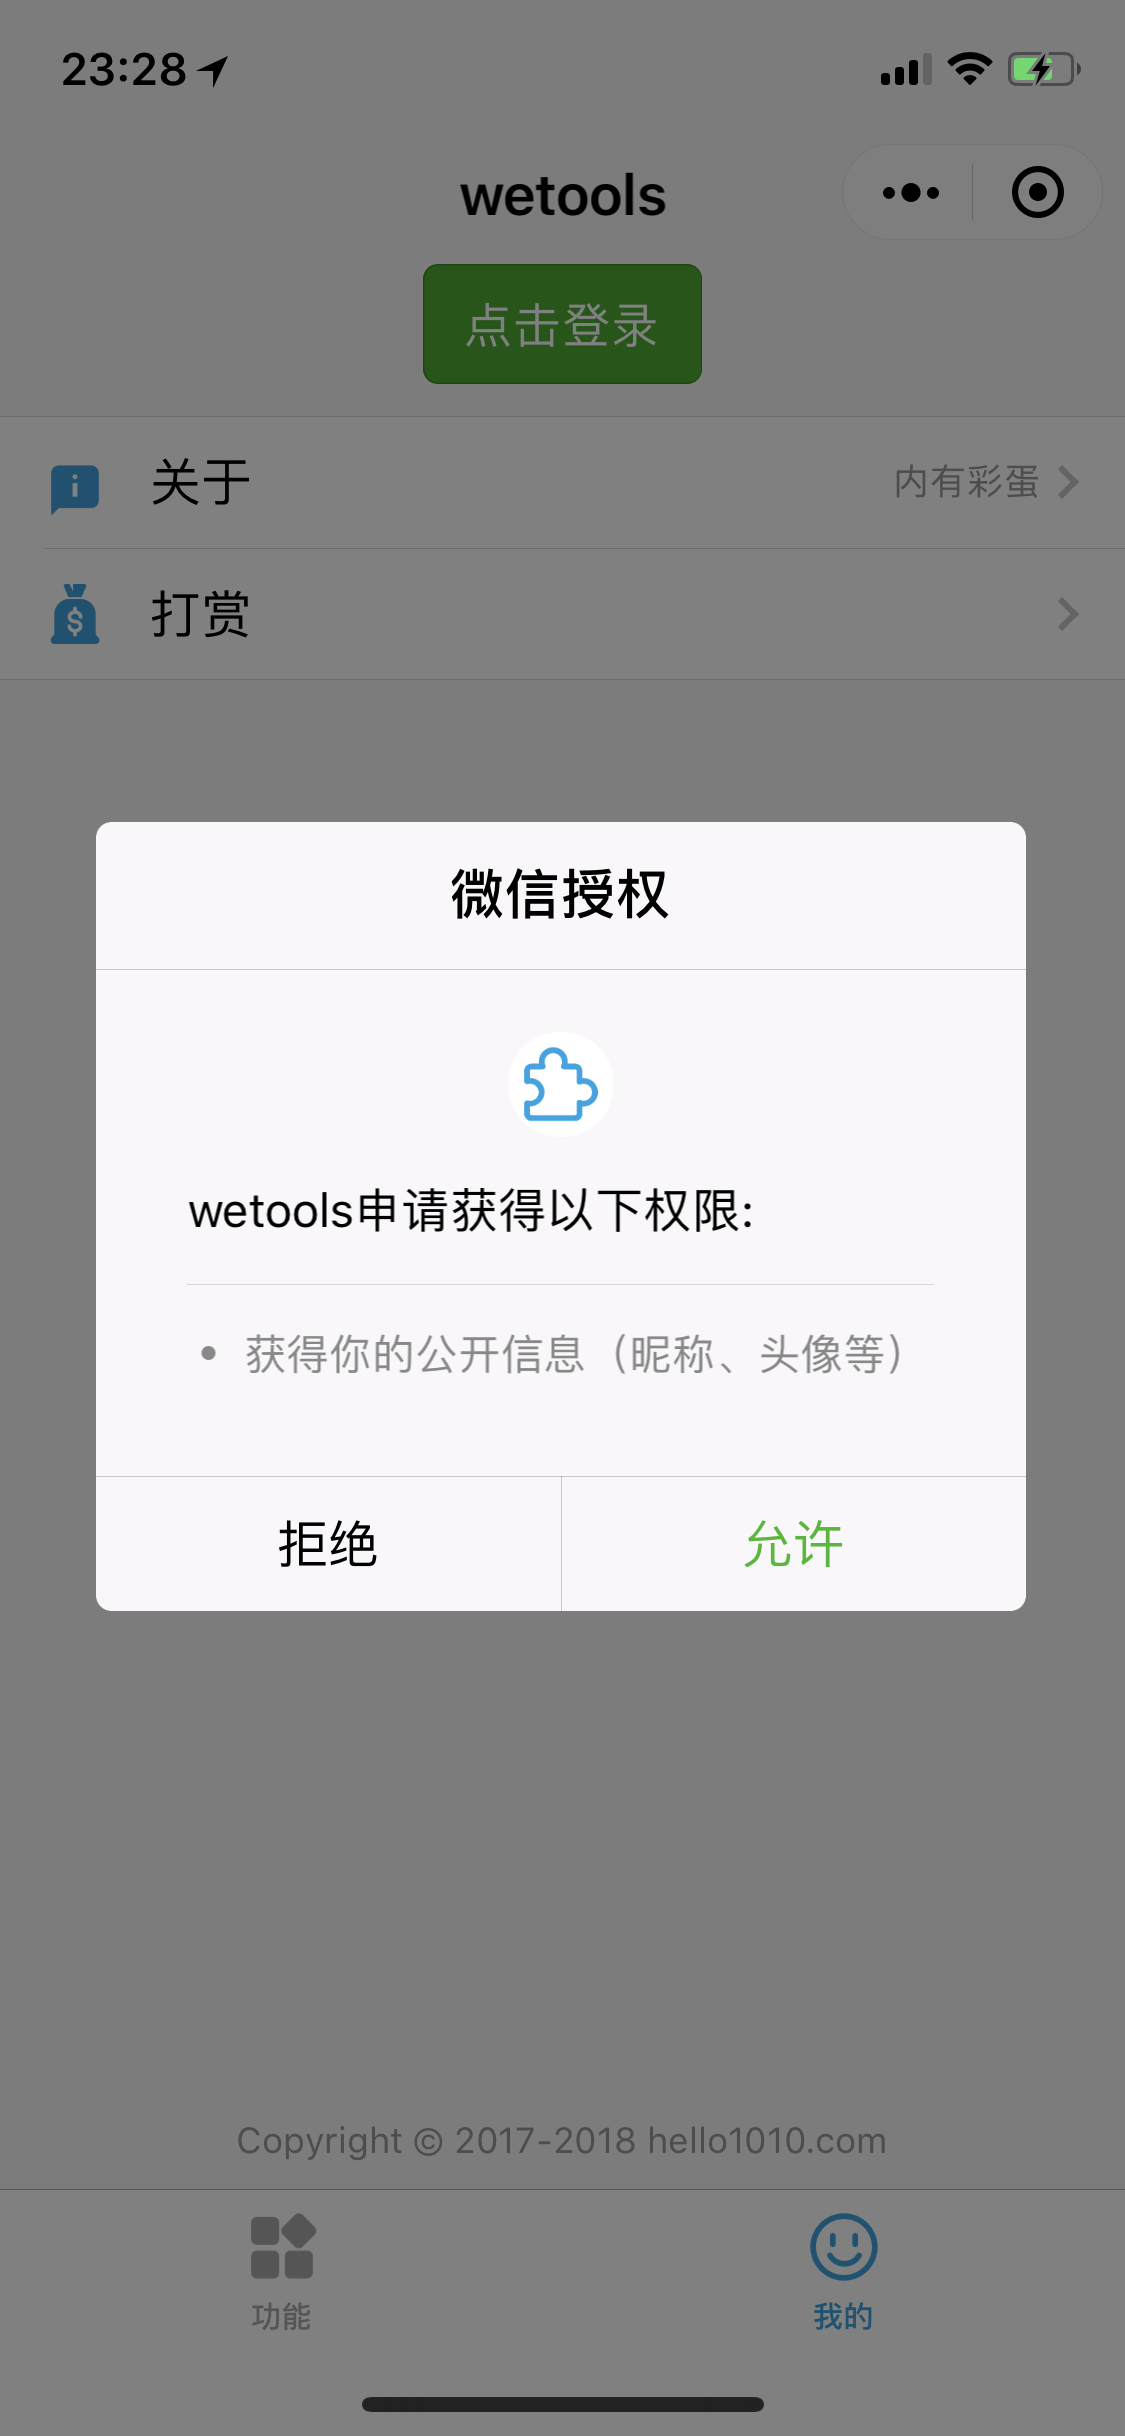 23:28
wetools
点击登录
关于
内有彩蛋
打赏
微信授权
wetools申请获得以下权限:
• 获得你的公开信息（昵称、头像等）
拒绝
允许
Copyright © 2017-2018 hello1010.com
功能
我的